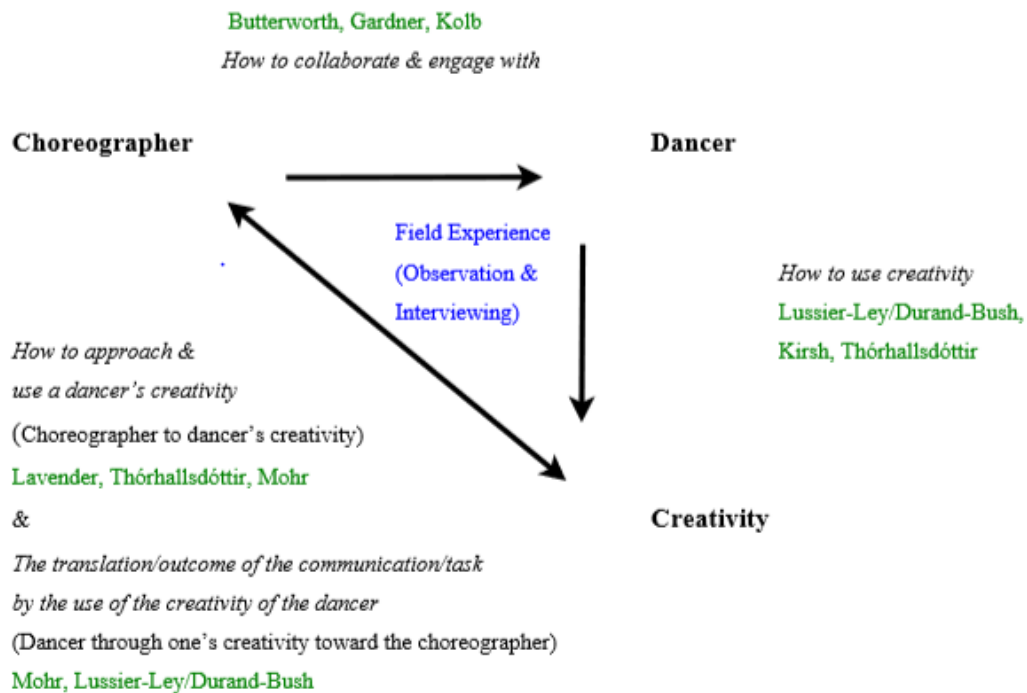 Butterworth, Gardner, Kolb
How to collaborate & engage with
Choreographer
Dancer
Field Experience
(Observation &
Interviewing)
How to use creativity
Lussier-Ley/Durand-Bush,
Kirsh, Thórhallsdóttir
How to approach &
use a dancer's creativity
(Choreographer to dancer's creativity)
Lavender, Thórhallsdóttir, Mohr
&
Creativity
The translation/outcome of the communication/task
by the use of the creativity of the dancer
(Dancer through one's creativity toward the choreographer)
Mohr, Lussier-Ley/Durand-Bush